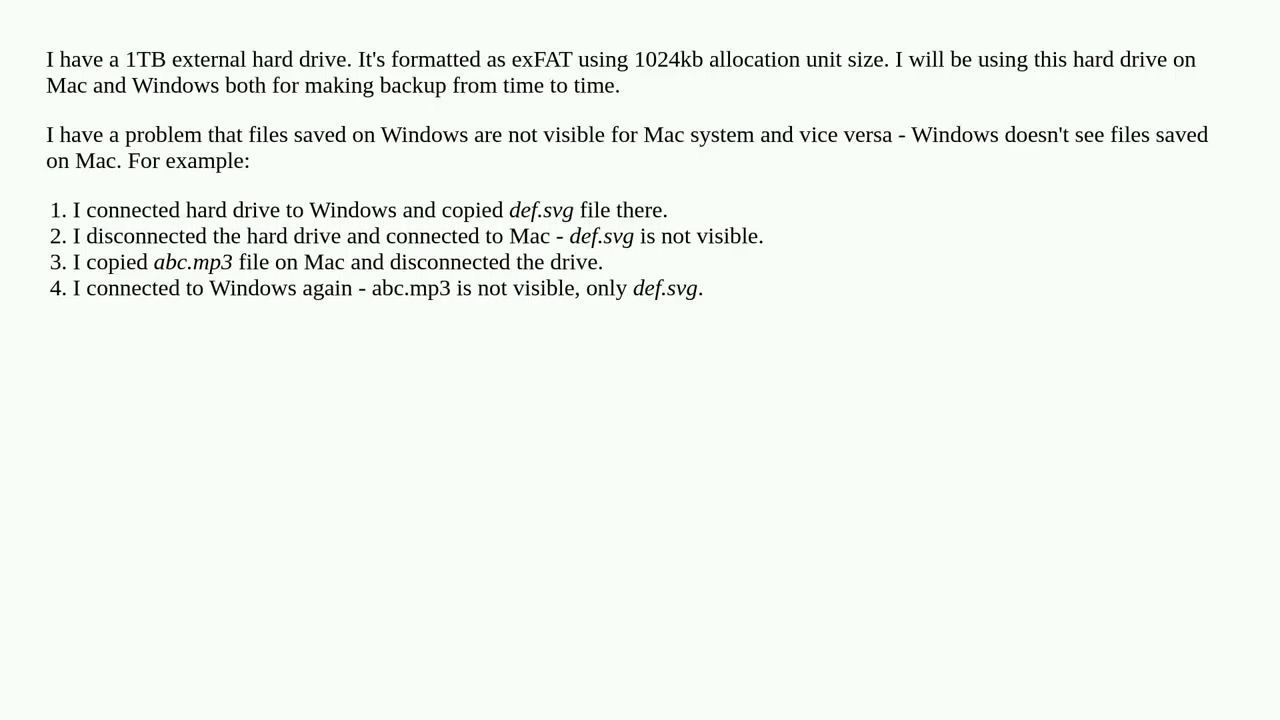 I have a 1TB external hard drive. It's formatted as exFAT using 1024kb allocation unit size. I will be using this hard drive on
Mac and Windows both for making backup from time to time.
I have a problem that files saved on Windows are not visible for Mac system and vice versa - Windows doesn't see files saved
on Mac. For example:
1. I connected hard drive to Windows and copied def.svg file there.
2. I disconnected the hard drive and connected to Mac - def.svg is not visible.
3. I copied abc.mp3 file on Mac and disconnected the drive.
4. I connected to Windows again - abc.mp3 is not visible, only def.svg.